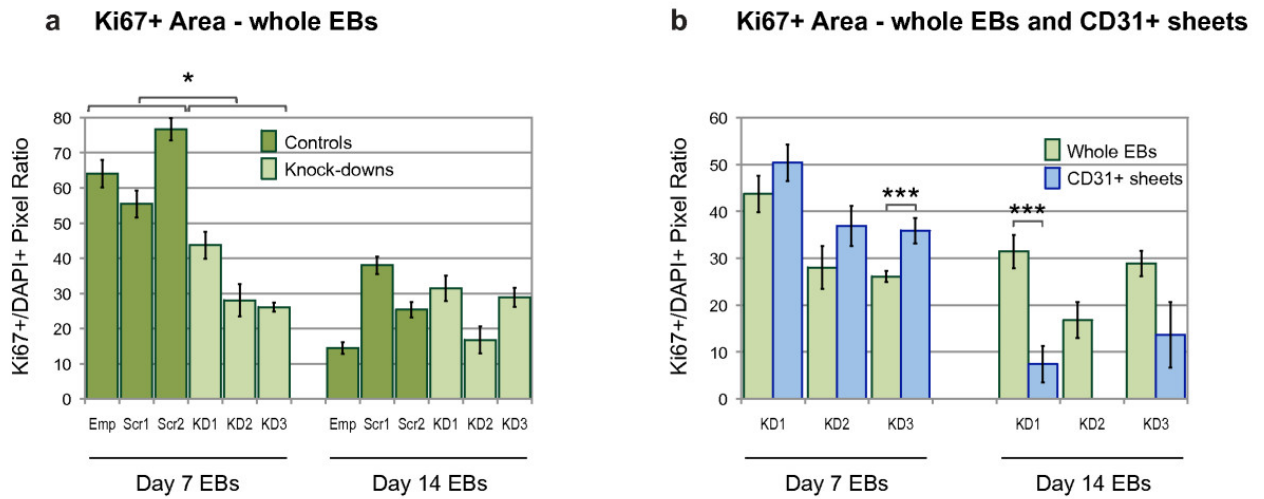 a Ki67+ Area - whole EBs
*
Ki67+/DAPI+ Pixel Ratio
80
70
60
50
40
30
20
10
0
Controls
Knock-downs
Emp Scr1 Scr2 KD1 KD2 KD3 Emp Scr1 Scr2 KD1 KD2 KD3
Day 7 EBs Day 14 EBs
b Ki67+ Area - whole EBs and CD31+ sheets
Ki67+/DAPI+ Pixel Ratio
60
50
40
30
20
10
0
Whole EBs
CD31+ sheets
***
***
KD1 KD2 KD3 KD1 KD2 KD3
Day 7 EBs Day 14 EBs